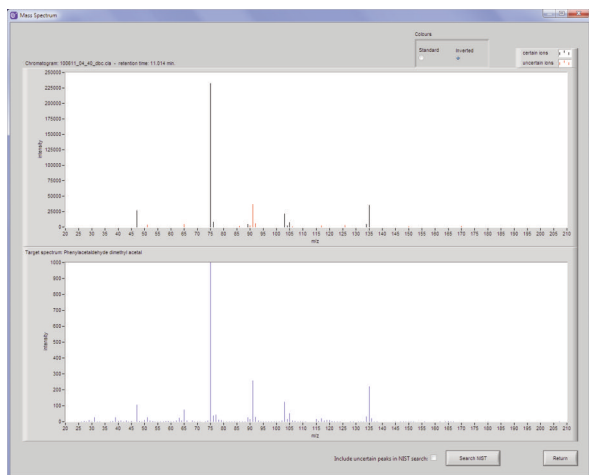 Mass Spectrum
Colours
Standard Inverted
certain ions
uncertain ions
Chromatogram: 100811_04_40_dbc.cla -- retention time: 11.514 min.
250000
225000
200000
175000
150000
125000
100000
75000
50000
25000
0
intensity
20 25 30 35 40 45 50 55 60 65 70 75 80 85 90 95 100 105 110 115 120 125 130 135 140 145 150 155 160 165 170 175 180 185 190 195 200 205 210
m/z
Target spectrum: Phenylacetaldehyde dimethyl acetal
1000
900
800
700
600
500
400
300
200
100
0
intensity
20 25 30 35 40 45 50 55 60 65 70 75 80 85 90 95 100 105 110 115 120 125 130 135 140 145 150 155 160 165 170 175 180 185 190 195 200 205 210
m/z
Include uncertain peaks in NIST search:
Search NIST
Return